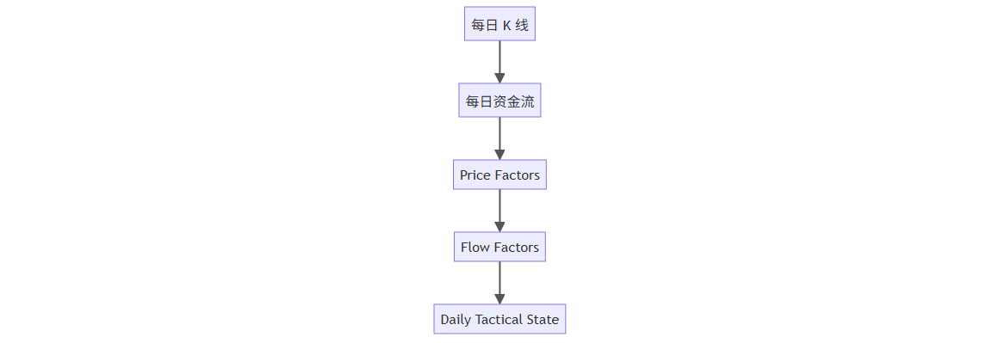 每日 K 线
每日资金流
Price Factors
Flow Factors
Daily Tactical State